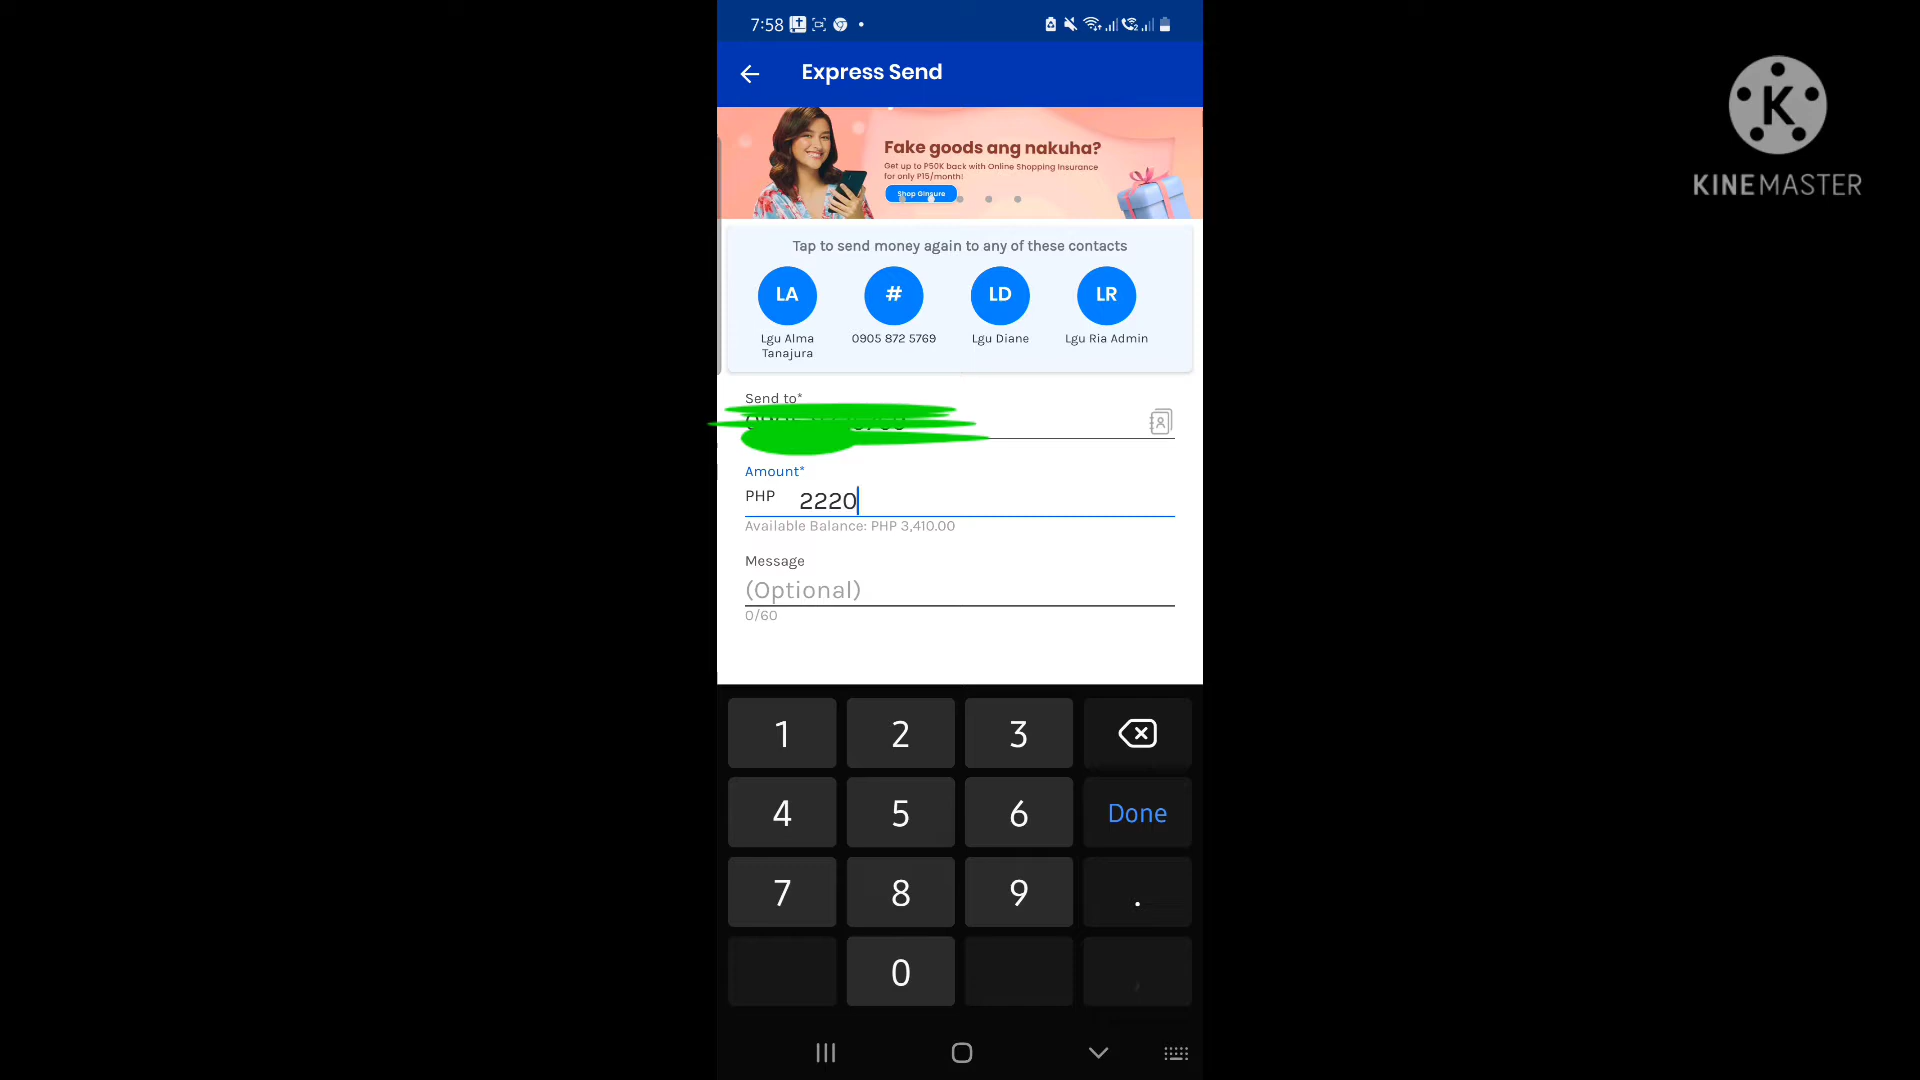 7:58
Express Send
Fake goods ang nakuha?
Get up to P50K back with Online Shopping Insurance
for only P15/month!
Shop GInsure
Tap to send money again to any of these contacts
LA
#
LD
LR
Lgu Alma
Tanajura
0905 872 5769
Lgu Diane
Lgu Ria Admin
Send to*
Amount*
PHP 2220
Available Balance: PHP 3,410.00
Message
(Optional)
0/60
1 2 3
4 5 6 Done
7 8 9 .
0 ,
K
KINEMASTER